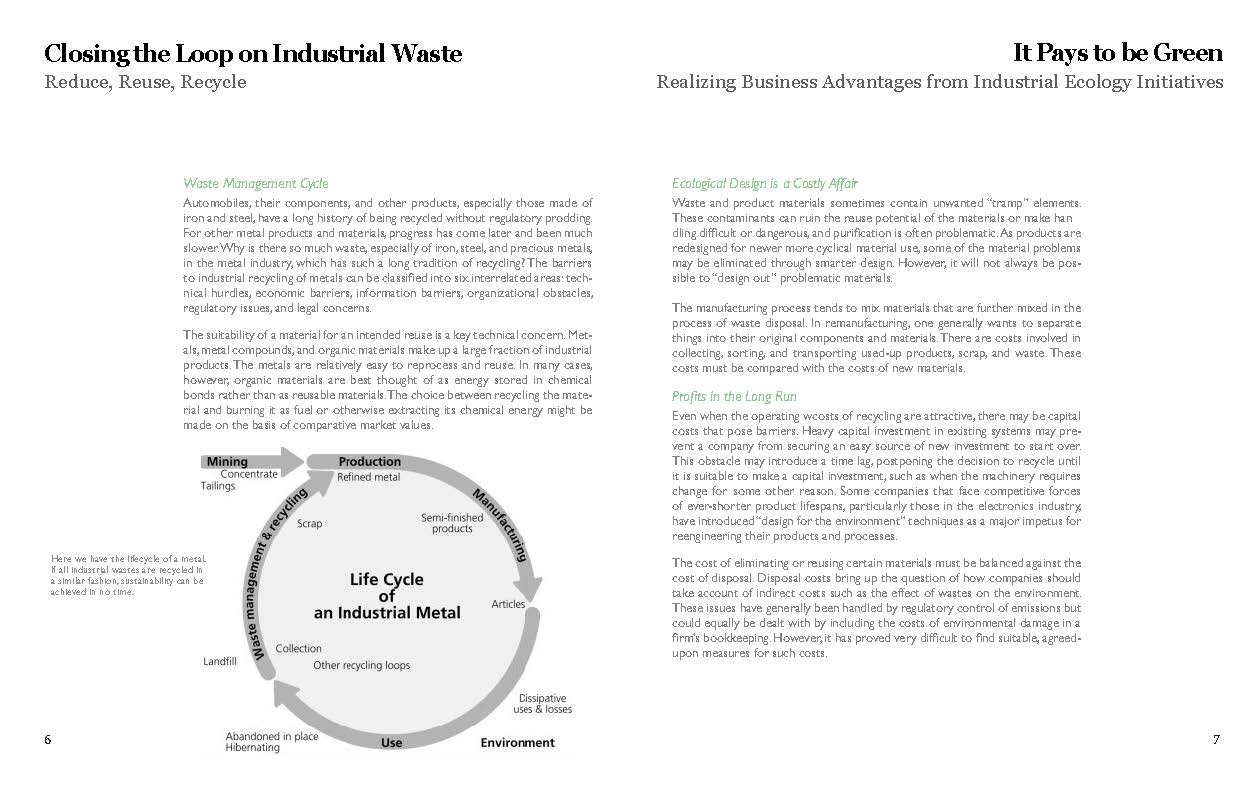 Closing the Loop on Industrial Waste
Reduce, Reuse, Recycle
Waste Management Cycle
Automobiles, their components, and other products, especially those made of
iron and steel, have a long history of being recycled without regulatory prodding.
For other metal products and materials, progress has come later and been much
slower. Why is there so much waste, especially of iron, steel, and precious metals,
in the metal industry, which has such a long tradition of recycling? The barriers
to industrial recycling of metals can be classified into six interrelated areas: tech-
nical hurdles, economic barriers, information barriers, organizational obstacles,
regulatory issues, and legal concerns.
The suitability of a material for an intended reuse is a key technical concern. Met-
als, metal compounds, and organic materials make up a large fraction of industrial
products. The metals are relatively easy to reprocess and reuse. In many cases,
however, organic materials are best thought of as energy stored in chemical
bonds rather than as reusable materials. The choice between recycling the mate-
rial and burning it as fuel or otherwise extracting its chemical energy might be
made on the basis of comparative market values.
Mining
Concentrate
Tailings
Production
Refined metal
Manufacturing
Semi-finished
products
Scrap
Waste management & recycling
Here we have the lifecycle of a metal.
If all industrial wastes are recycled in
a similar fashion, sustainability can be
achieved in no time.
Life Cycle
of
an Industrial Metal
Articles
Collection
Landfill
Other recycling loops
Dissipative
uses & losses
Abandoned in place
Hibernating
Use
Environment
6
It Pays to be Green
Realizing Business Advantages from Industrial Ecology Initiatives
Ecological Design is a Costly Affair
Waste and product materials sometimes contain unwanted “tramp” elements.
These contaminants can ruin the reuse potential of the materials or make han
dling difficult or dangerous, and purification is often problematic. As products are
redesigned for newer more cyclical material use, some of the material problems
may be eliminated through smarter design. However, it will not always be pos-
sible to “design out” problematic materials.
The manufacturing process tends to mix materials that are further mixed in the
process of waste disposal. In remanufacturing, one generally wants to separate
things into their original components and materials. There are costs involved in
collecting, sorting, and transporting used-up products, scrap, and waste. These
costs must be compared with the costs of new materials.
Profits in the Long Run
Even when the operating wcosts of recycling are attractive, there may be capital
costs that pose barriers. Heavy capital investment in existing systems may pre-
vent a company from securing an easy source of new investment to start over.
This obstacle may introduce a time lag, postponing the decision to recycle until
it is suitable to make a capital investment, such as when the machinery requires
change for some other reason. Some companies that face competitive forces
of ever-shorter product lifespans, particularly those in the electronics industry,
have introduced “design for the environment” techniques as a major impetus for
reengineering their products and processes.
The cost of eliminating or reusing certain materials must be balanced against the
cost of disposal. Disposal costs bring up the question of how companies should
take account of indirect costs such as the effect of wastes on the environment.
These issues have generally been handled by regulatory control of emissions but
could equally be dealt with by including the costs of environmental damage in a
firm’s bookkeeping. However, it has proved very difficult to find suitable, agreed-
upon measures for such costs.
7